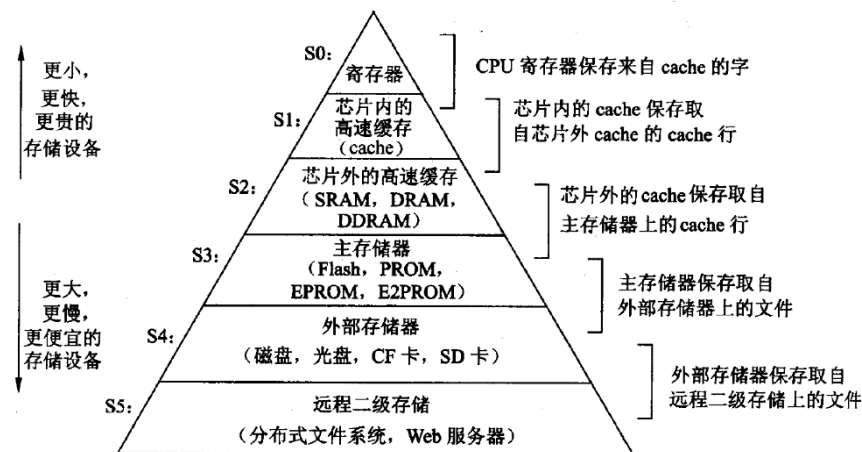 更小，
更快，
更贵的
存储设备
更大，
更慢，
更便宜的
存储设备
S0：
寄存器
S1：
芯片内的
高速缓存
（cache）
S2：
芯片外的高速缓存
（SRAM，DRAM，
DDRAM）
S3：
主存储器
（Flash，PROM，
EPROM，E2PROM）
S4：
外部存储器
（磁盘，光盘，CF 卡，SD 卡）
S5：
远程二级存储
（分布式文件系统，Web 服务器）
CPU 寄存器保存来自 cache 的字
芯片内的 cache 保存取
自芯片外 cache 的 cache 行
芯片外的cache保存取自
主存储器上的cache 行
主存储器保存取自
外部存储器上的文件
外部存储器保存取自
远程二级存储上的文件